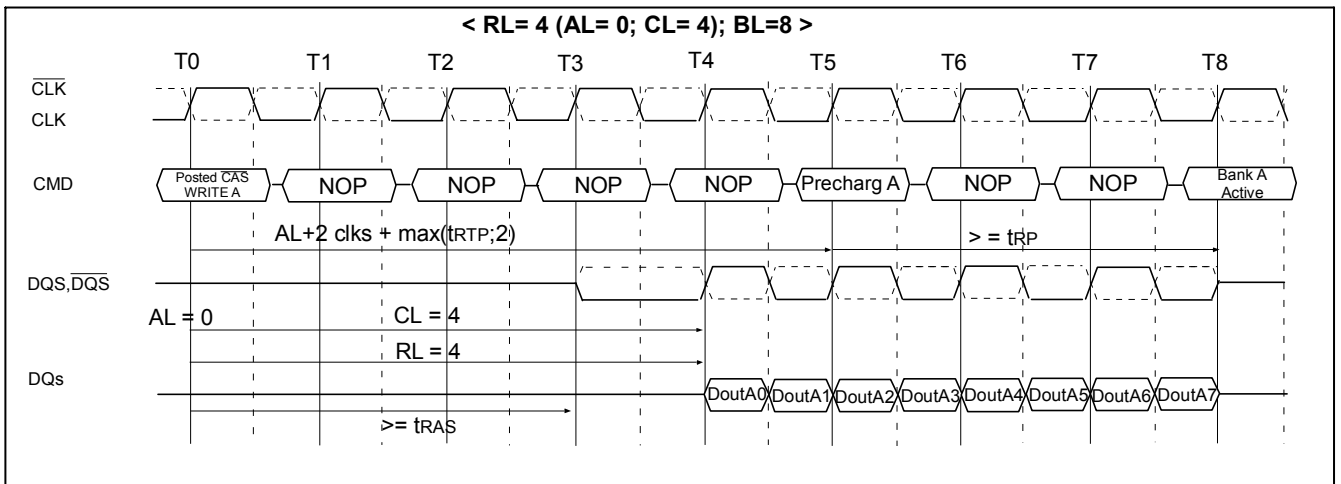 < RL= 4 (AL= 0; CL= 4); BL=8 >
T0 T1 T2 T3 T4 T5 T6 T7 T8
CLK
CLK
CMD
Posted CAS
WRITE A
NOP NOP NOP NOP Precharg A NOP NOP
Bank A
Active
AL+2 clks + max(tRTP;2)
> = tRP
DQS,DQS
AL = 0
CL = 4
RL = 4
DQs
DoutA0 DoutA1 DoutA2 DoutA3 DoutA4 DoutA5 DoutA6 DoutA7
>= tRAS